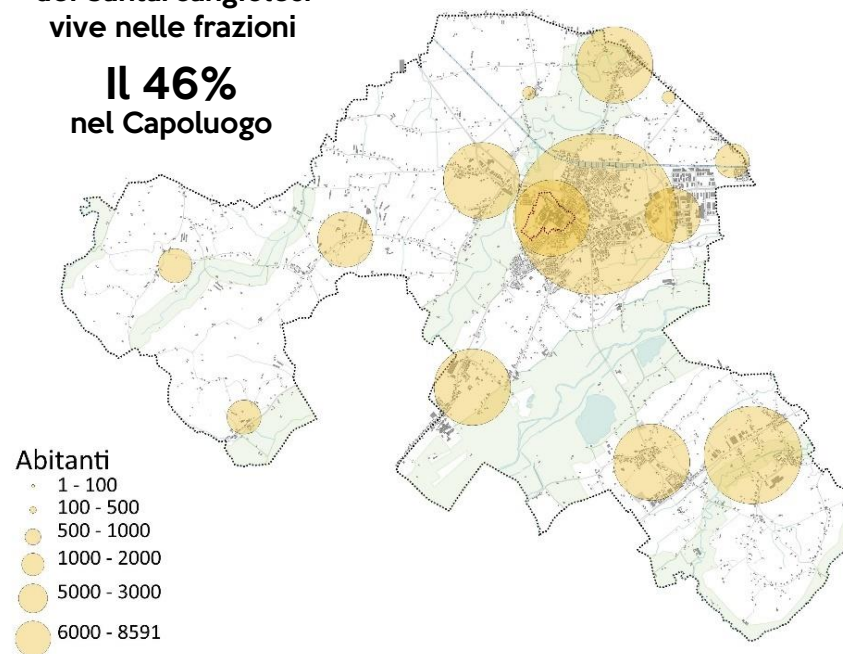 vive nelle frazioni
Il 46%
nel Capoluogo
Abitanti
1 - 100
100 - 500
500 - 1000
1000 - 2000
5000 - 3000
6000 - 8591